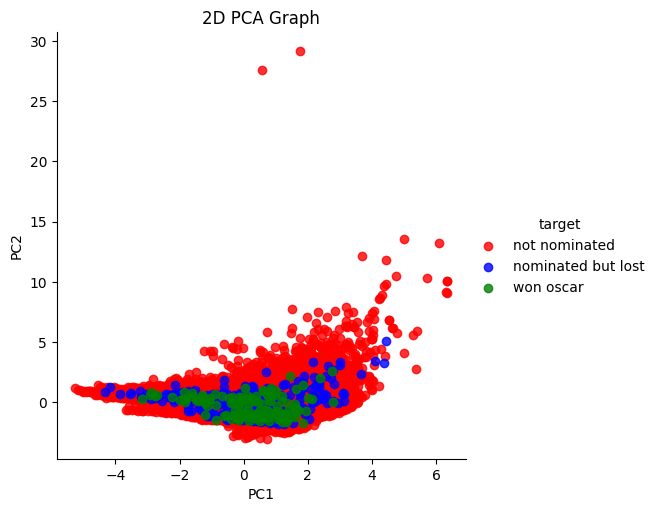 2D PCA Graph
30
25
20
15
10
5
0
PC2
−4
−2
0
2
4
6
PC1
target
not nominated
nominated but lost
won oscar